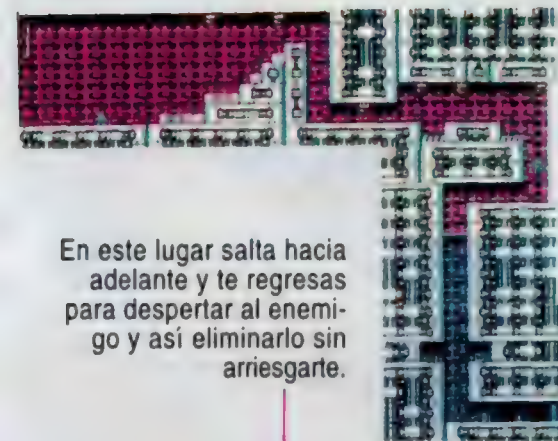 En este lugar salta hacia
adelante y te regresas
para despertar al enemi-
go y así eliminarlo sin
arriesgarte.